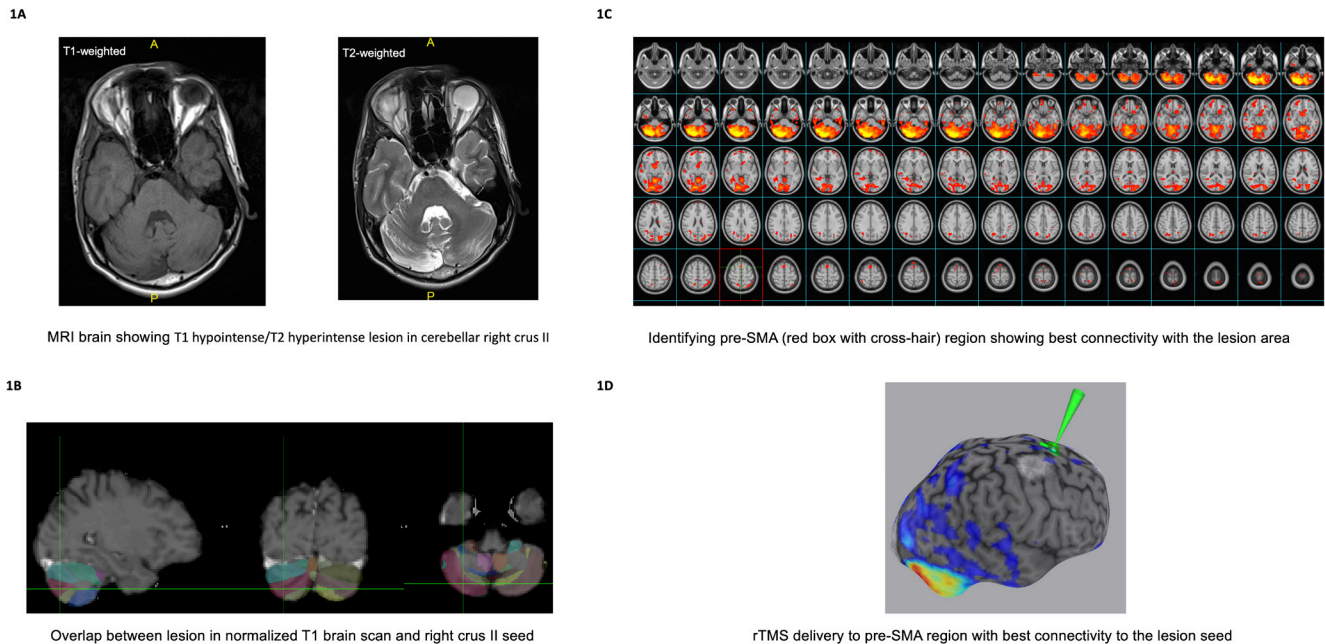 1A
T1-weighted
A
P
T2-weighted
A
P
MRI brain showing T1 hypointense/T2 hyperintense lesion in cerebellar right crus II
1B
Overlap between lesion in normalized T1 brain scan and right crus II seed
1C
Identifying pre-SMA (red box with cross-hair) region showing best connectivity with the lesion area
1D
rTMS delivery to pre-SMA region with best connectivity to the lesion seed